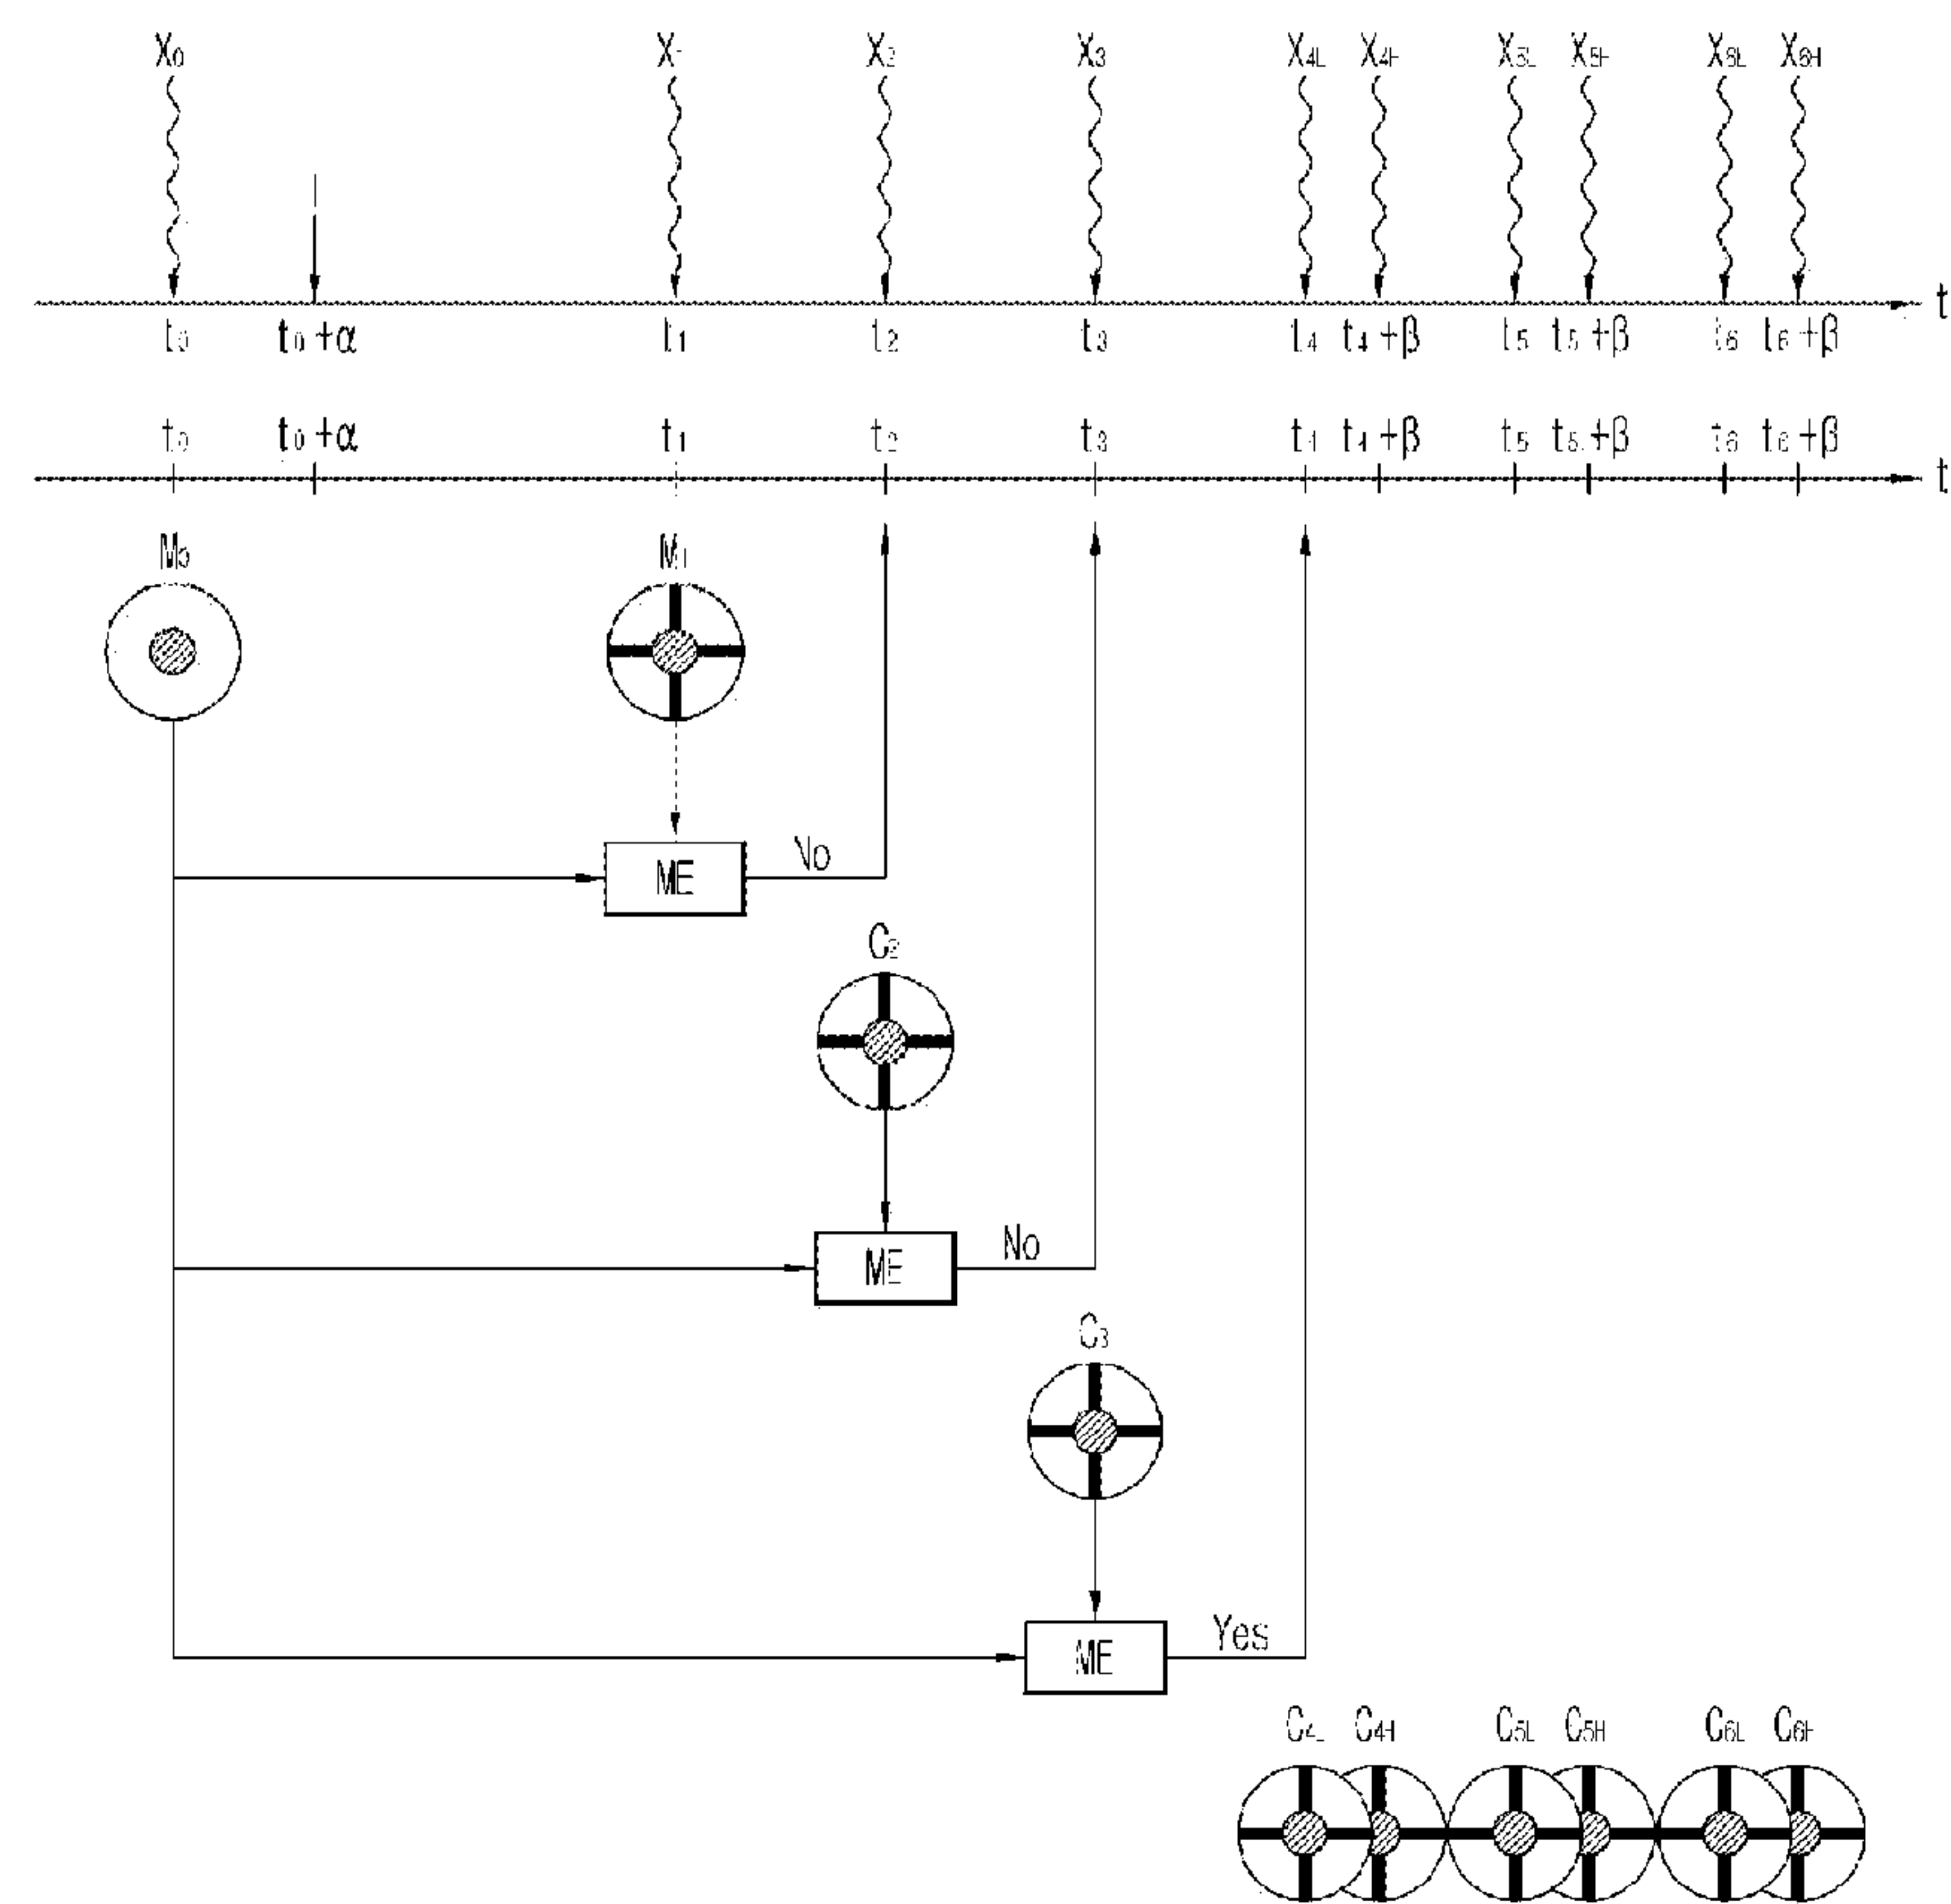 X₀ X₂ X₃ X₄L X₄H X₅L X₅H X₆L X₆H
t
t₀ t₀+α t₁ t₂ t₃ t₄ t₄+β t₅ t₅+β t₆ t₆+β
t₀ t₀+α t₁ t₂ t₃ t₄ t₄+β t₅ t₅+β t₆ t₆+β
t
M₀ M₁
ME No
C₂
ME No
C₃
ME Yes
C₄L C₄H C₅L C₅H C₆L C₆H